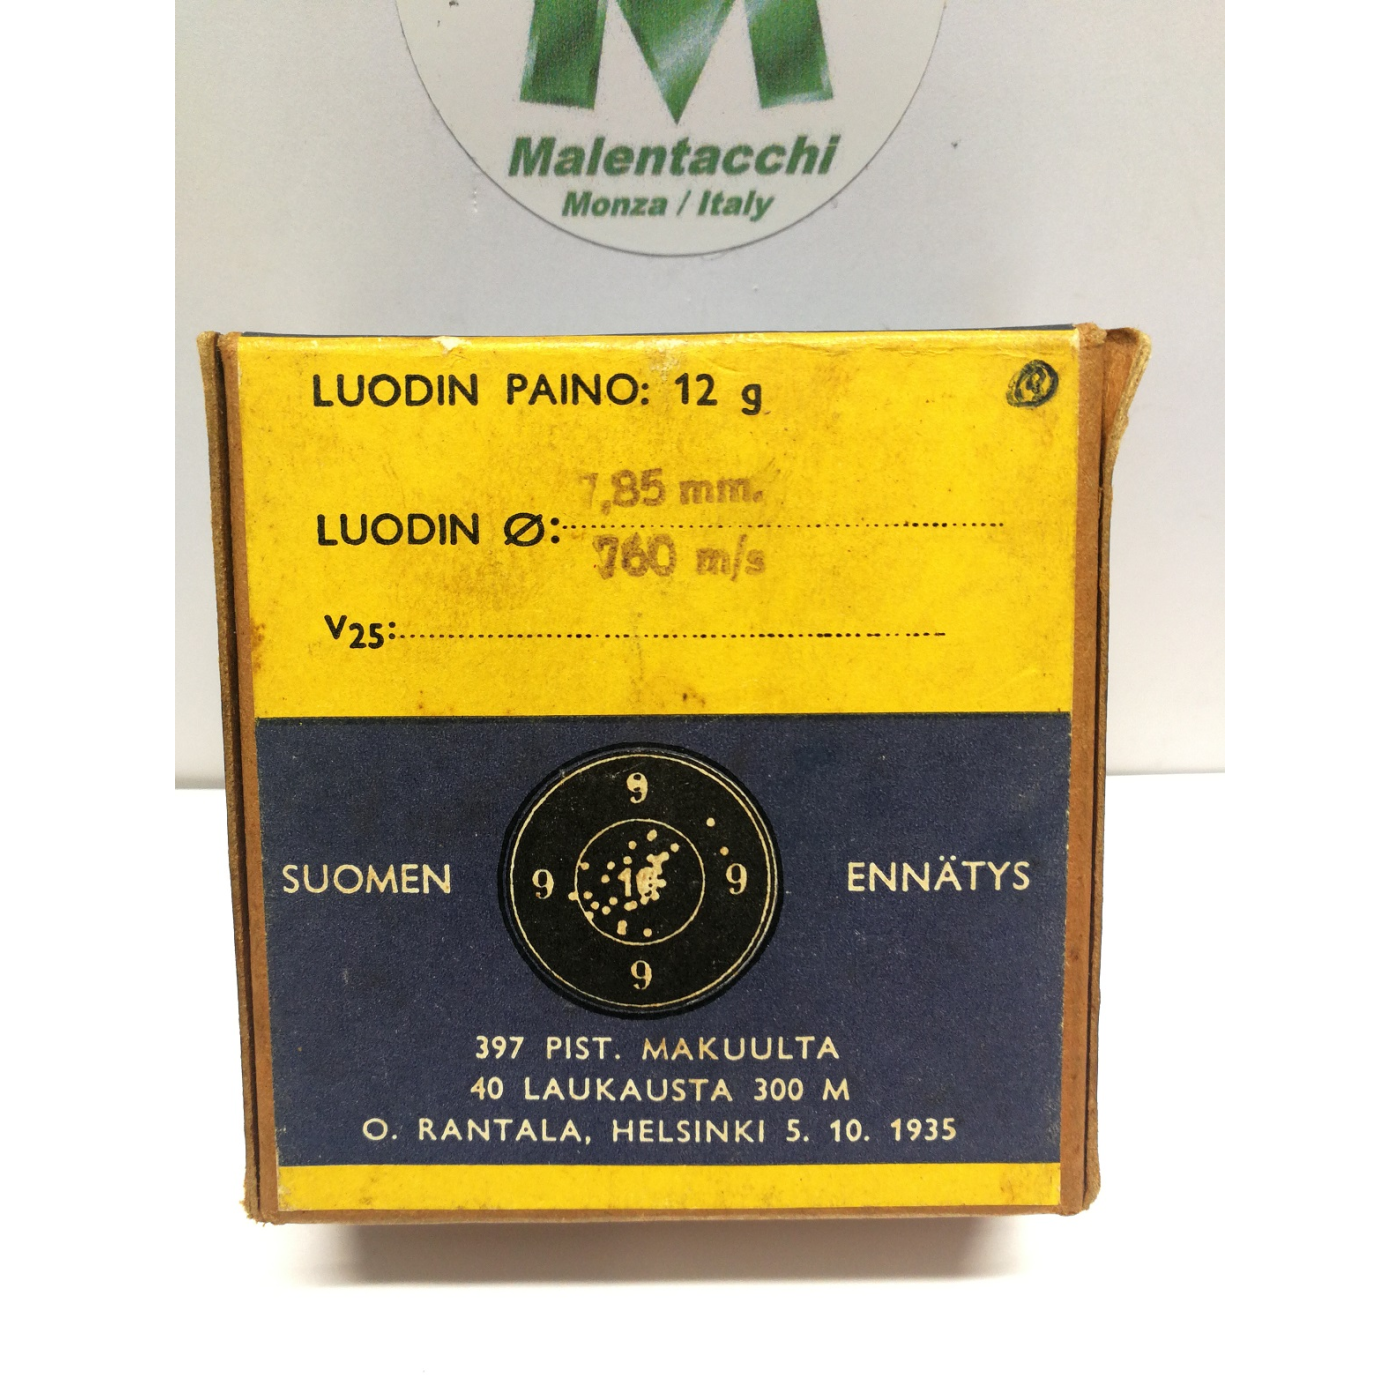 Malentacchi
Monza / Italy
LUODIN PAINO: 12 g
7,85 mm.
LUODIN Ø:
760 m/s
V25:
9
9 10 9
9
SUOMEN ENNÄTYS
397 PIST. MAKUULTA
40 LAUKAUSTA 300 M
O. RANTALA, HELSINKI 5. 10. 1935